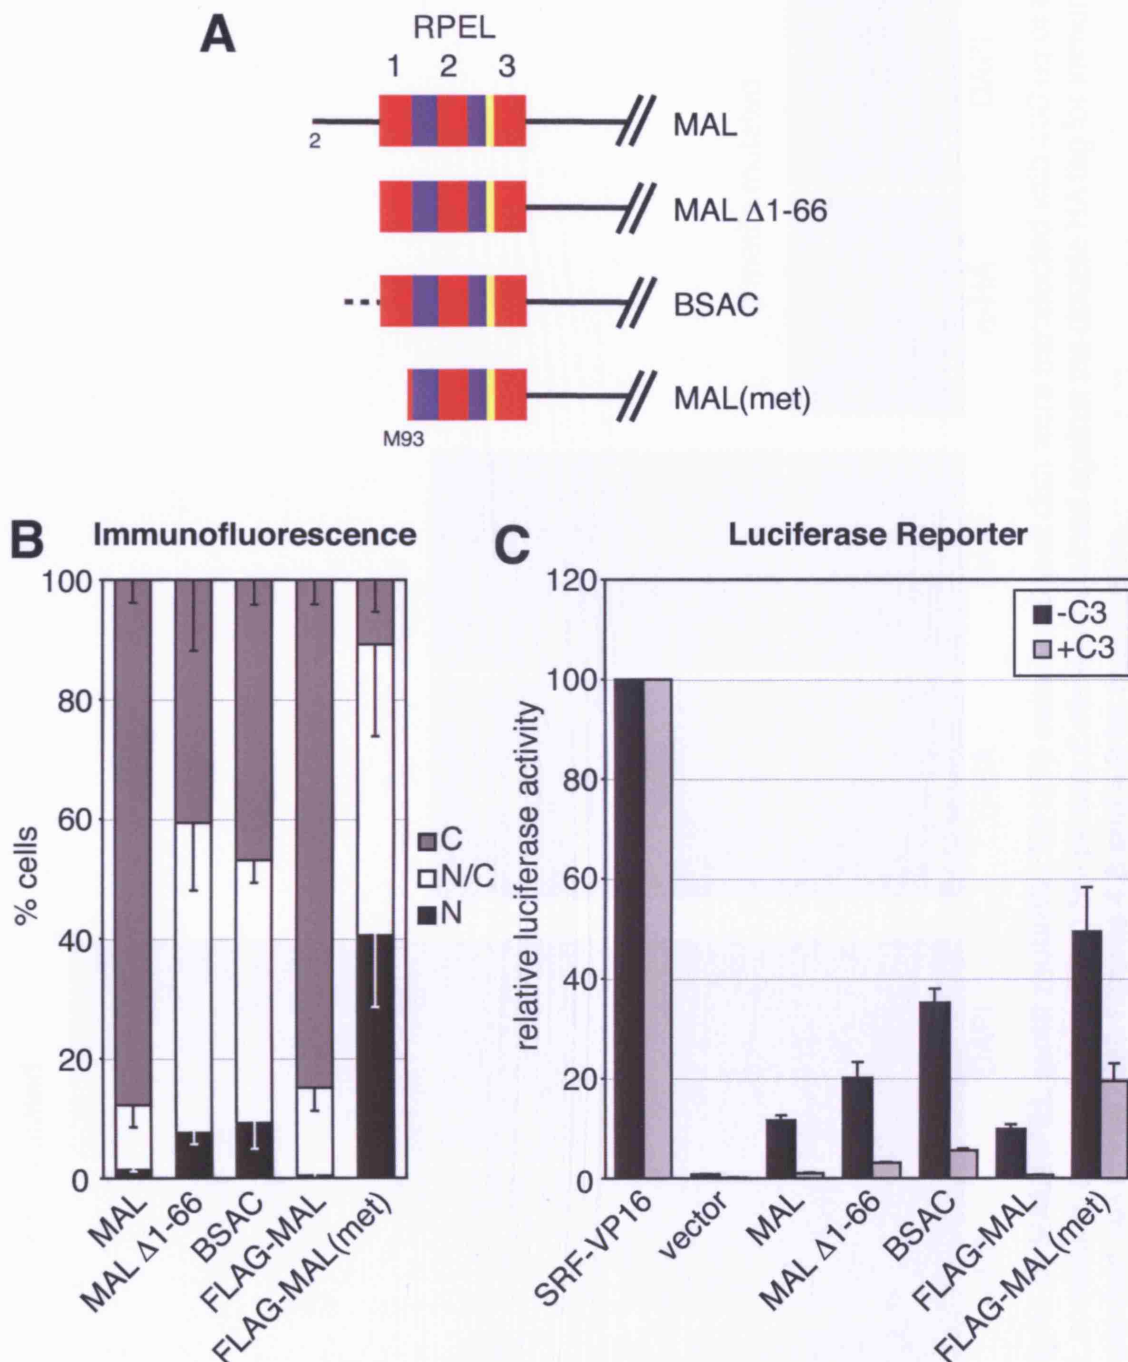 A
RPEL
1 2 3
2
MAL
MAL Δ1-66
BSAC
MAL(met)
M93
B
Immunofluorescence
100
80
60
40
20
0
% cells
C
N/C
N
MAL
MAL Δ1-66
BSAC
FLAG-MAL
FLAG-MAL(met)
C
Luciferase Reporter
120
100
80
60
40
20
0
relative luciferase activity
-C3
+C3
SRF-VP16
vector
MAL
MAL Δ1-66
BSAC
FLAG-MAL
FLAG-MAL(met)